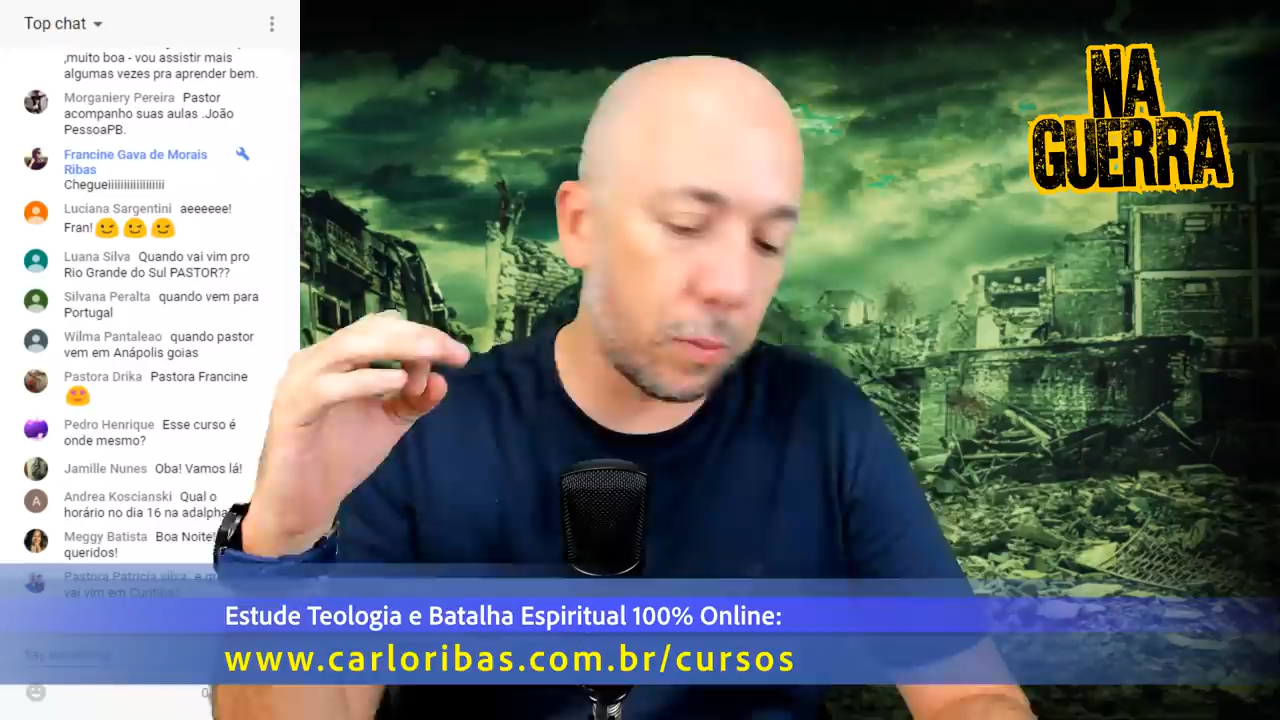 Top chat
,muito boa - vou assistir mais
algumas vezes pra aprender bem.
Morganiery Pereira Pastor
acompanho suas aulas .João
PessoaPB.
Francine Gava de Morais
Ribas
Chegueiiiiiiiiiiiiiiiiii
Luciana Sargentini aeeeeee!
Fran!
Luana Silva Quando vai vim pro
Rio Grande do Sul PASTOR??
Silvana Peralta quando vem para
Portugal
Wilma Pantaleao quando pastor
vem em Anápolis goias
Pastora Drika Pastora Francine
Pedro Henrique Esse curso é
onde mesmo?
Jamille Nunes Oba! Vamos lá!
A
Andrea Koscianski Qual o
horário no dia 16 na adalpha
Meggy Batista Boa Noite!
queridos!
Pastora Patricia silva e
vai vim em Curitiba
NA
GUERRA
Estude Teologia e Batalha Espiritual 100% Online:
www.carloribas.com.br/cursos